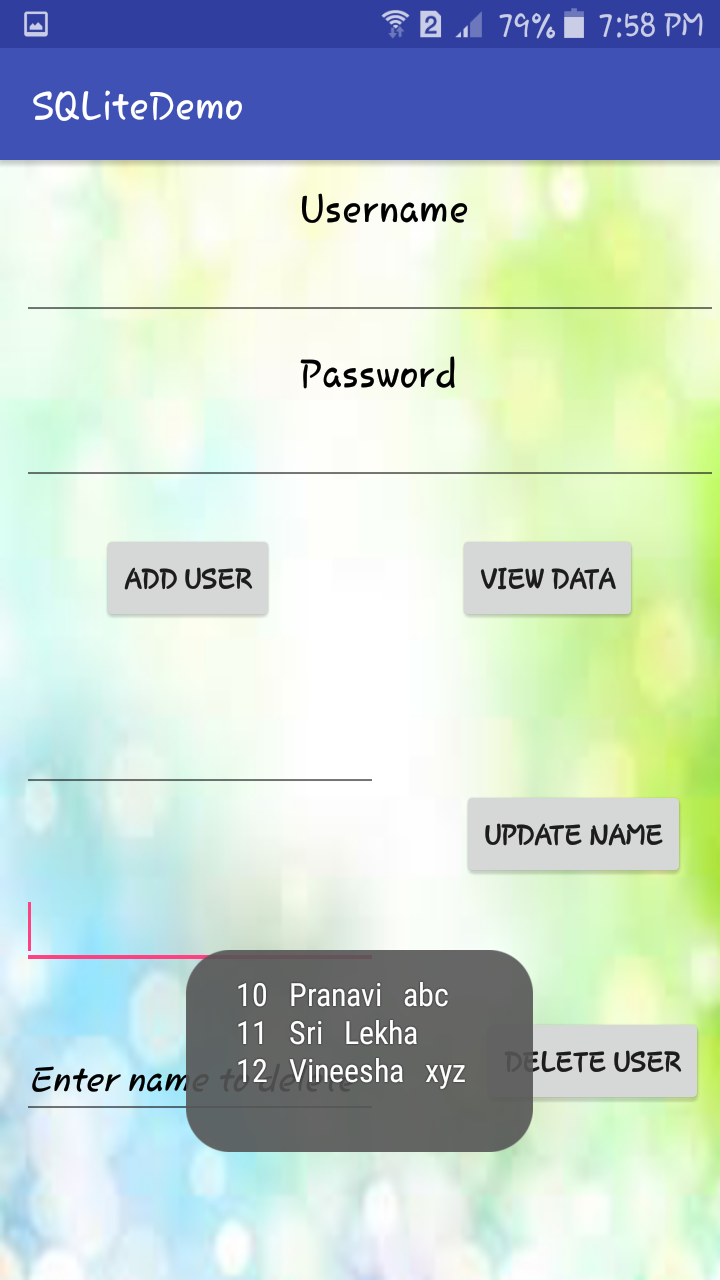 2 79% 7:58 PM
SQLiteDemo
Username
Password
ADD USER VIEW DATA
UPDATE NAME
10 Pranavi abc
11 Sri Lekha
12 Vineesha xyz
Enter name to delete
DELETE USER